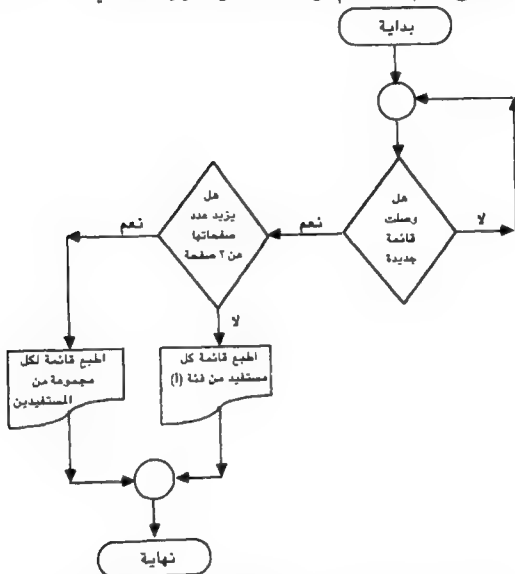 بداية
هل
وصلت
قائمة
جديدة
لا
نعم
هل
يزيد عدد
صفحاتها
من ٢ صفحة
نعم
لا
اطبع قائمة كل
مستفيد من فئة (أ)
اطبع قائمة لكل
مجموعة من
المستفيدين
نهاية